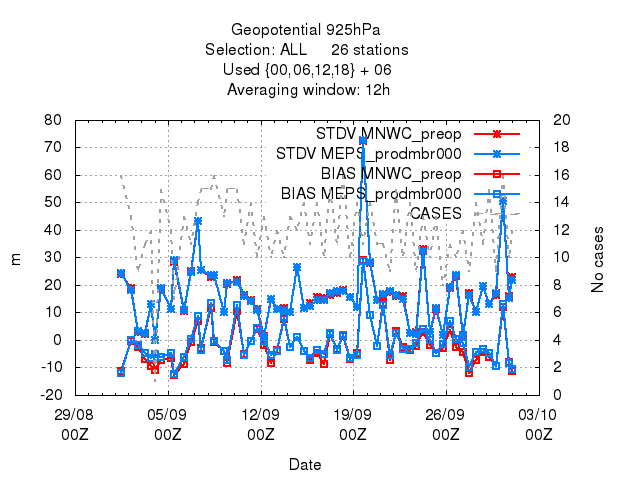 Geopotential 925hPa
Selection: ALL 26 stations
Used {00,06,12,18} + 06
Averaging window: 12h
80 20
STDV MNWC_preop
70 18
STDV MEPS_prodmbr000
60 16
BIAS MNWC_preop
BIAS MEPS_prodmbr000
50 14
CASES
40 12
30 10
m No cases
20 8
10 6
0 4
-10 2
-20 0
29/08 05/09 12/09 19/09 26/09 03/10
00Z 00Z 00Z 00Z 00Z 00Z
Date